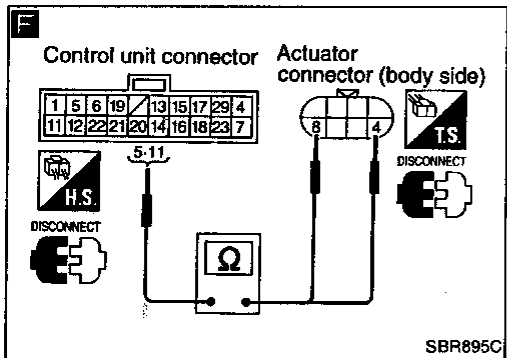 F
Control unit connector
Actuator
connector (body side)
1 5 6 19 13 15 17 29 4
11 12 22 21 20 14 16 18 23 7
5·11
8 4
H.S.
T.S.
DISCONNECT
DISCONNECT
Ω
SBR895C